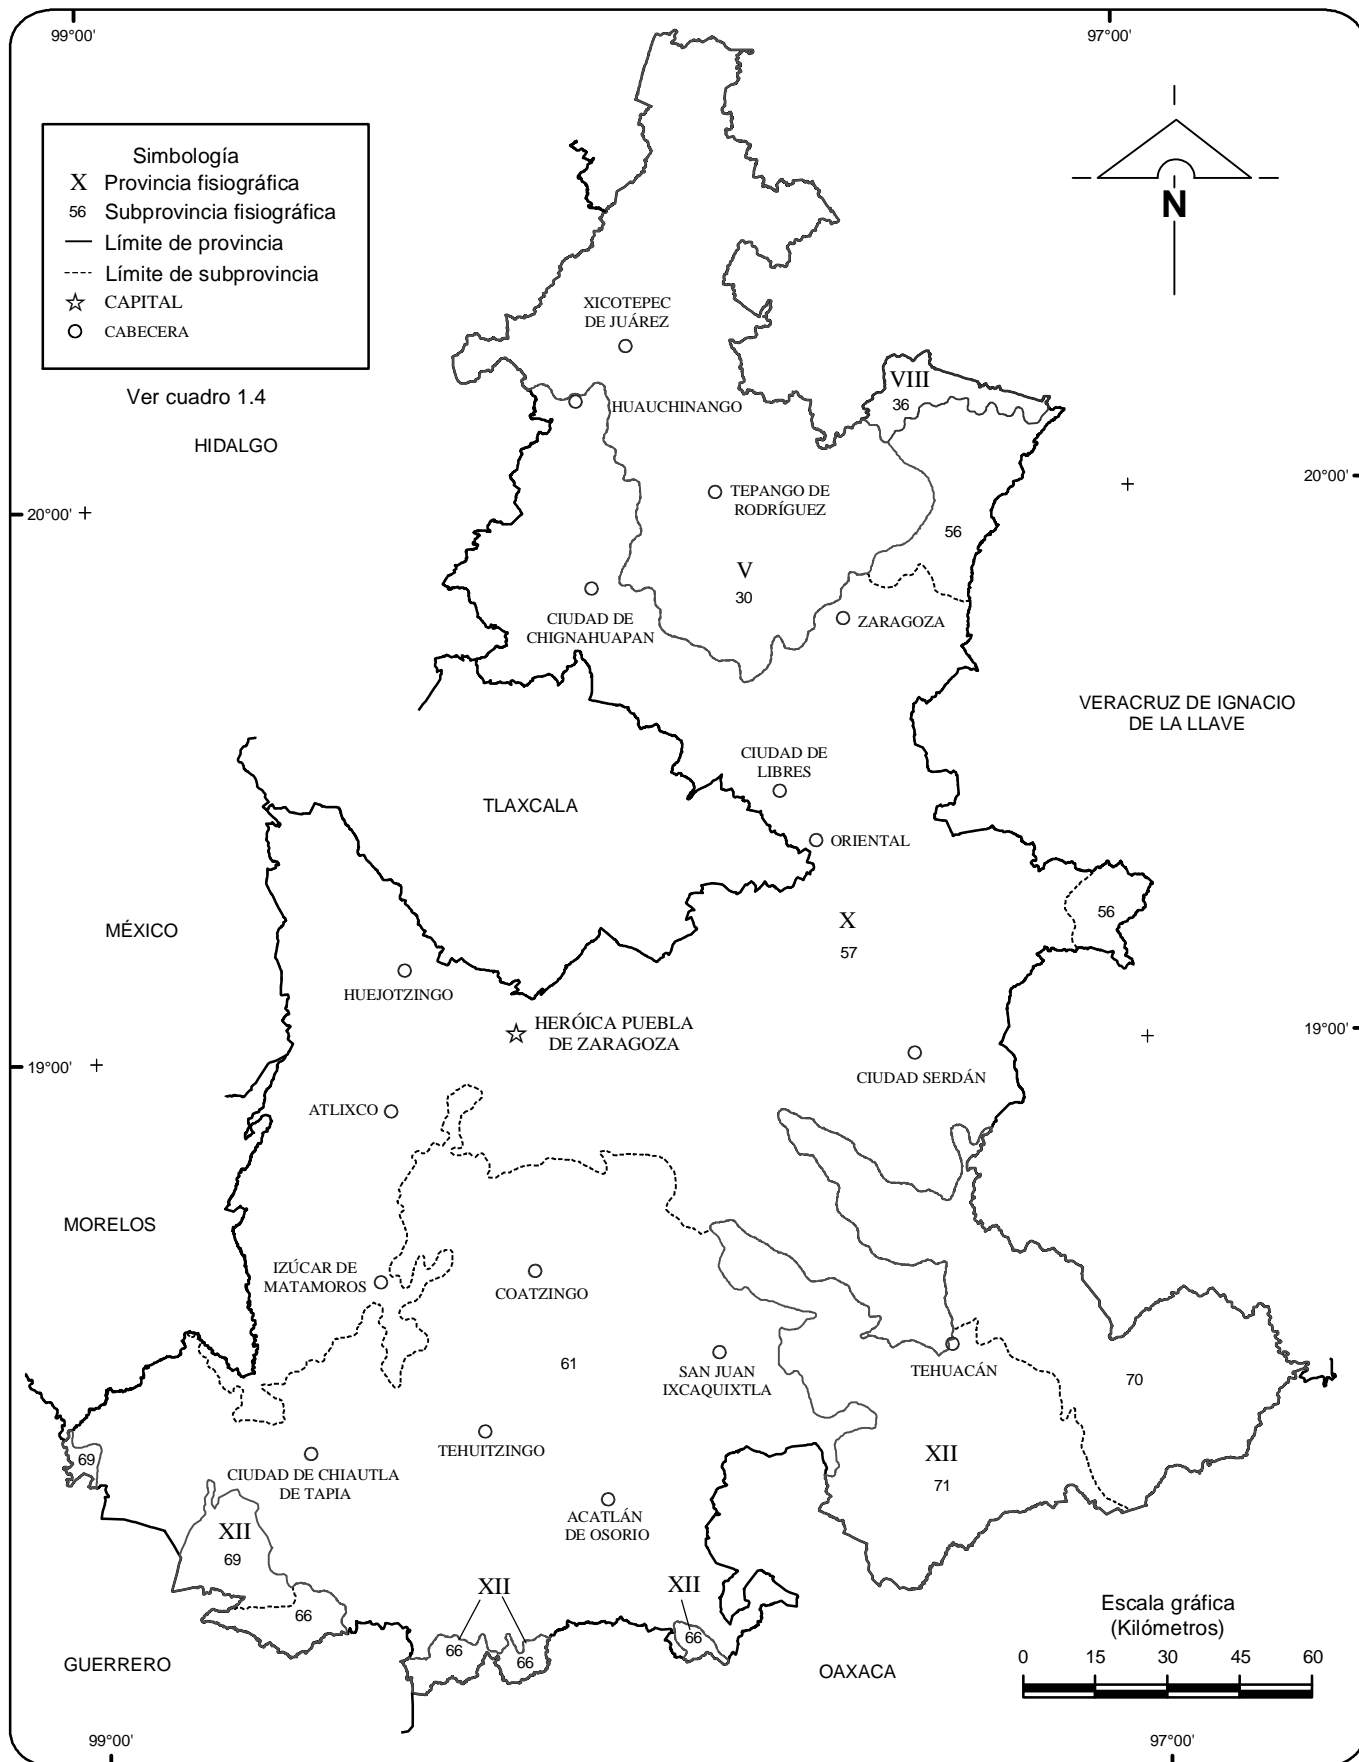 99°00'
97°00'
Simbología
X Provincia fisiográfica
56 Subprovincia fisiográfica
Límite de provincia
Límite de subprovincia
CAPITAL
CABECERA
Ver cuadro 1.4
N
XICOTEPEC
DE JUÁREZ
VIII
36
HUAUCHINANGO
HIDALGO
20°00'
TEPANGO DE
RODRÍGUEZ
20°00'
56
V
30
CIUDAD DE
CHIGNAHUAPAN
ZARAGOZA
VERACRUZ DE IGNACIO
DE LA LLAVE
CIUDAD DE
LIBRES
TLAXCALA
ORIENTAL
MÉXICO
X
57
56
HUEJOTZINGO
HERÓICA PUEBLA
DE ZARAGOZA
19°00'
19°00'
CIUDAD SERDÁN
ATLIXCO
MORELOS
IZÚCAR DE
MATAMOROS
COATZINGO
61
SAN JUAN
IXCAQUIXTLA
TEHUACÁN
70
TEHUITZINGO
69
CIUDAD DE CHIAUTLA
DE TAPIA
XII
71
ACATLÁN
DE OSORIO
XII
69
XII
XII
66
66
66
66
GUERRERO
OAXACA
Escala gráfica
(Kilómetros)
0 15 30 45 60
99°00'
97°00'